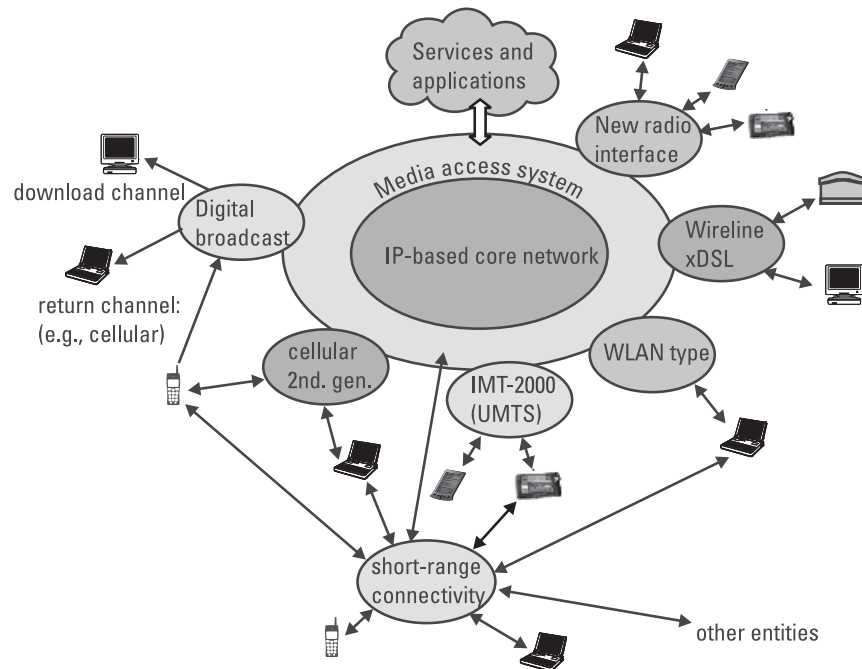 Services and
applications
New radio
interface
Media access system
download channel
Digital
broadcast
IP-based core network
Wireline
xDSL
return channel:
(e.g., cellular)
cellular
2nd. gen.
IMT-2000
(UMTS)
WLAN type
short-range
connectivity
other entities